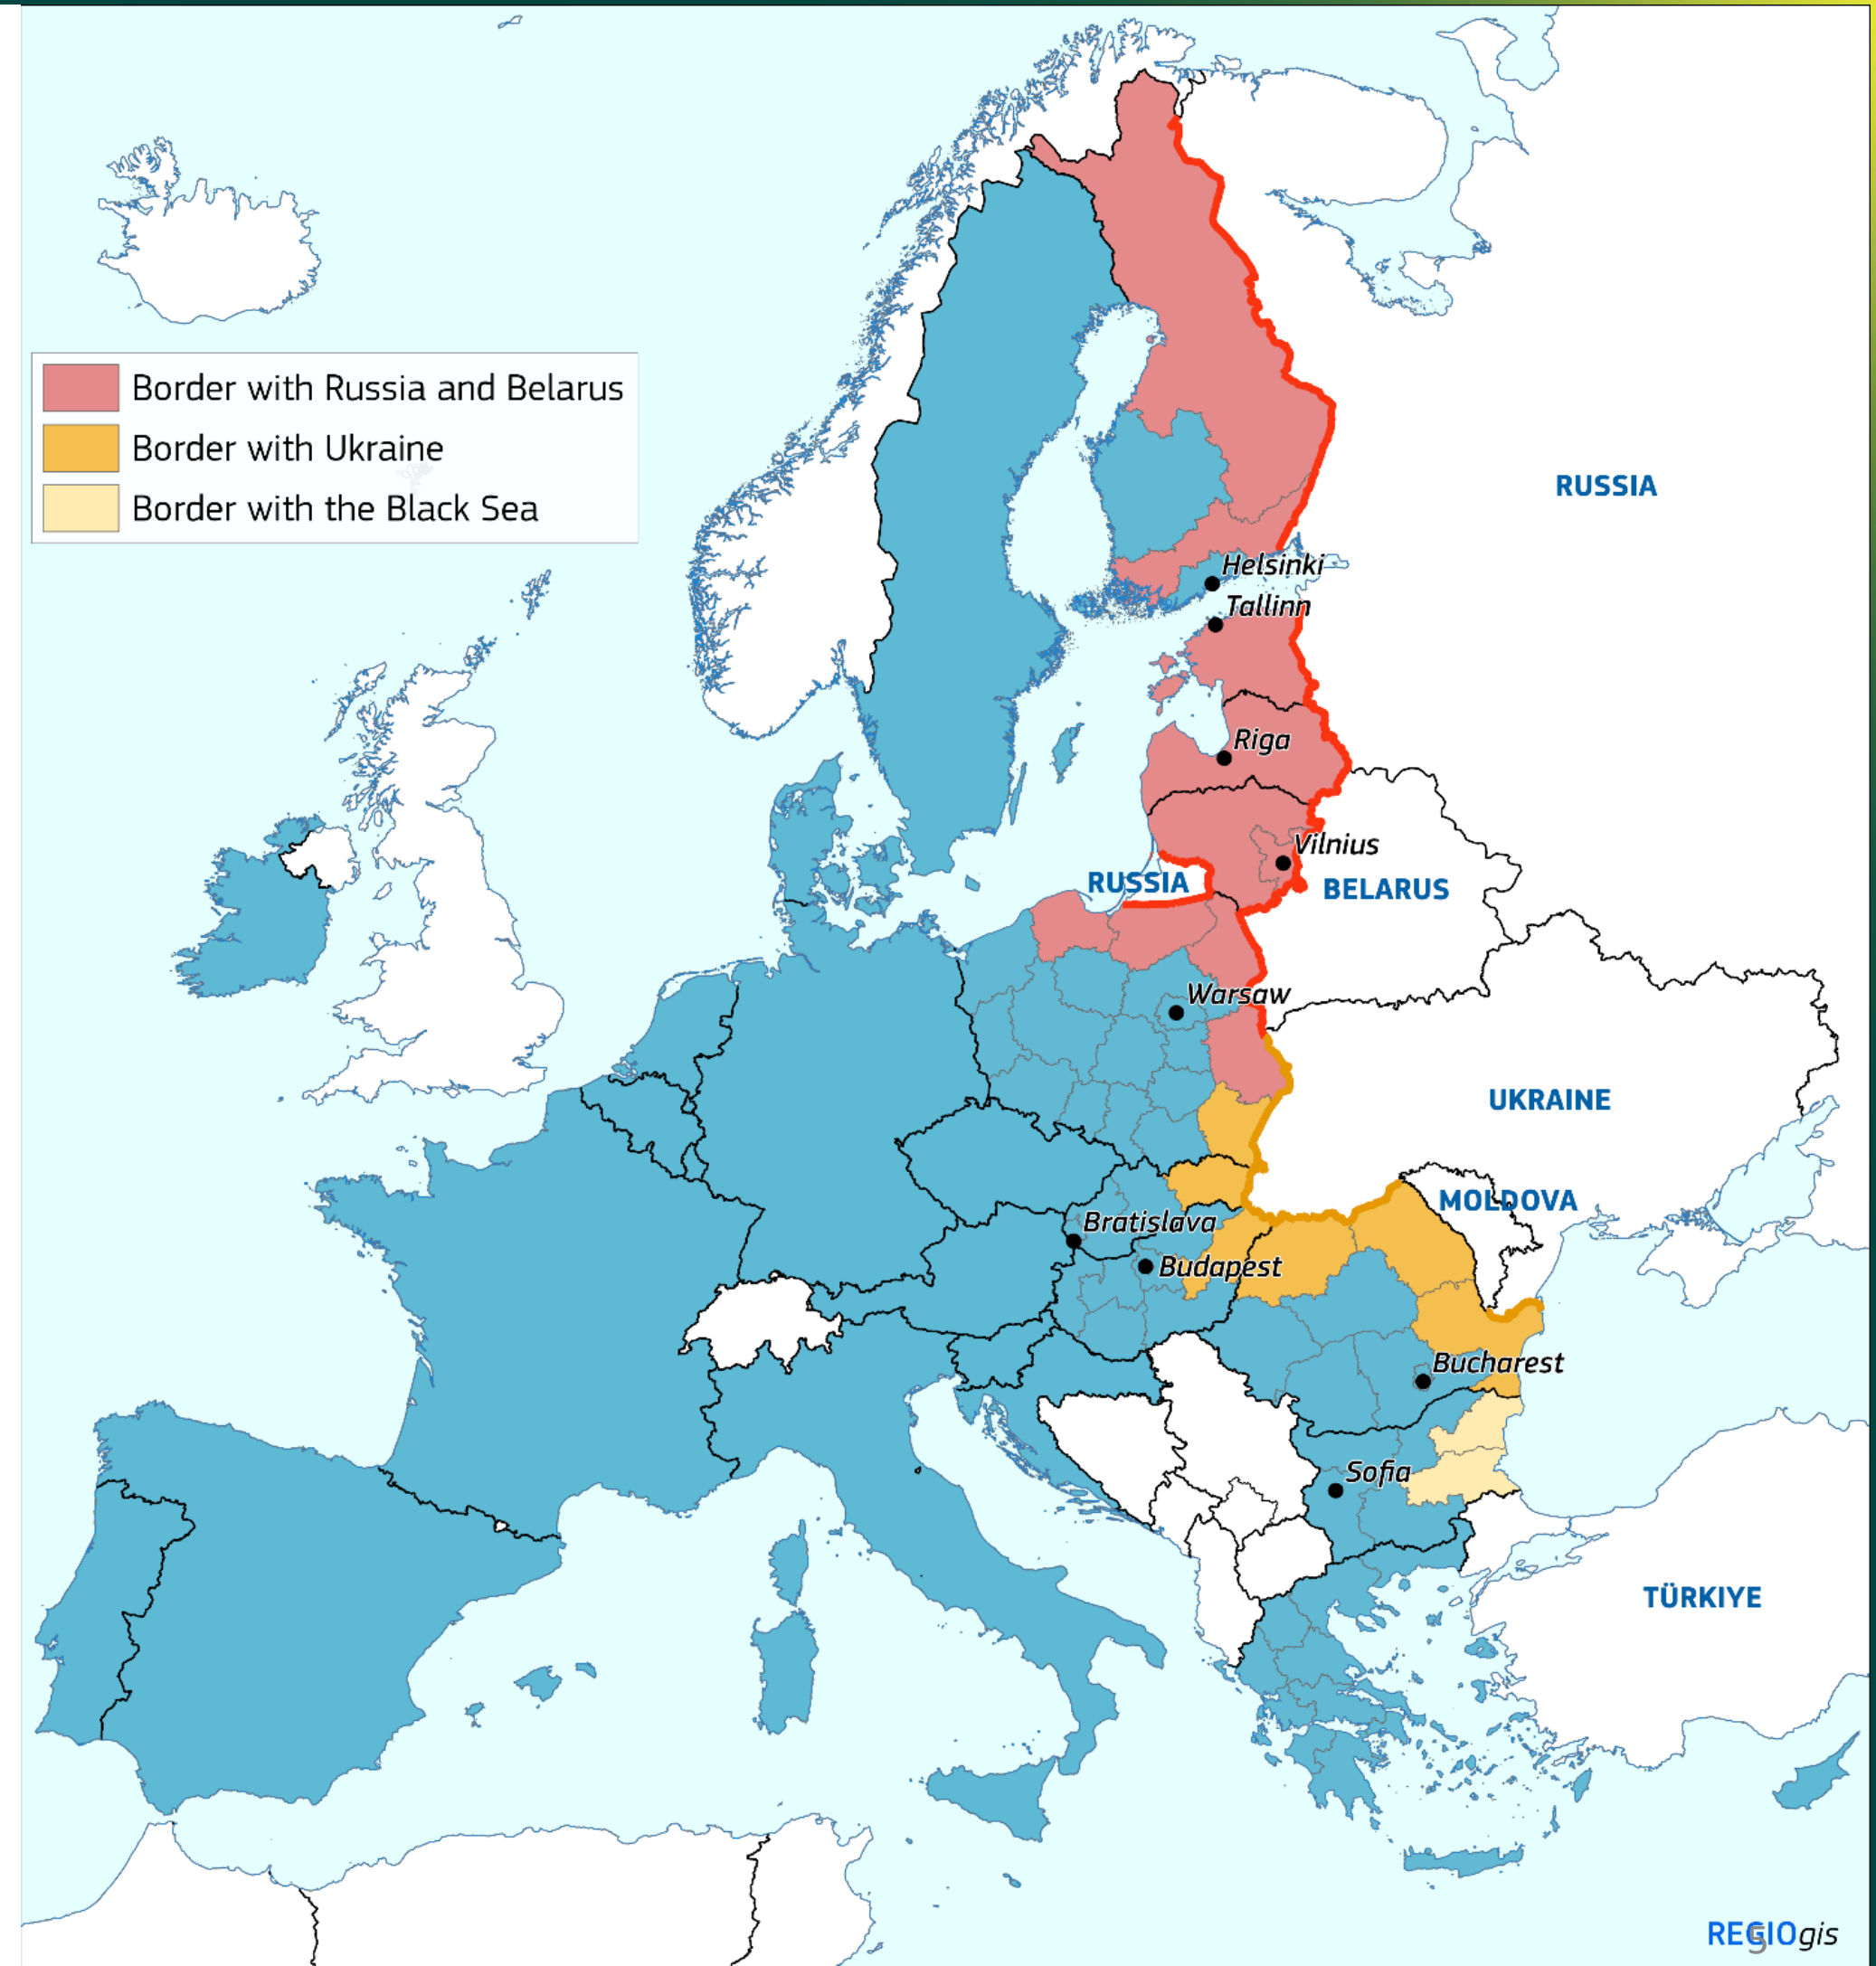 Border with Russia and Belarus
Border with Ukraine
Border with the Black Sea
RUSSIA
Helsinki
Tallinn
Riga
Vilnius
RUSSIA
BELARUS
Warsaw
UKRAINE
MOLDOVA
Bratislava
Budapest
Bucharest
Sofia
TÜRKIYE
REGIOgis
5